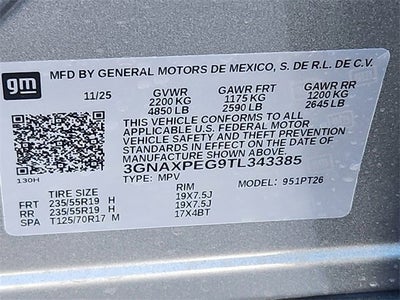 gm
MFD BY GENERAL MOTORS DE MEXICO, S. DE R.L. DE C.V.
11/25 GVWR GAWR FRT GAWR RR
2200 KG 1175 KG 1200 KG
4850 LB 2590 LB 2645 LB
THIS VEHICLE CONFORMS TO ALL
APPLICABLE U.S. FEDERAL MOTOR
VEHICLE SAFETY AND THEFT PREVENTION
STANDARDS IN EFFECT ON THE DATE OF
MANUFACTURE SHOWN ABOVE.
3GNAXPEG9TL343385
130H TYPE: MPV MODEL: 951PT26
TIRE SIZE RIM
FRT 235/55R19 H 19X7.5J
RR 235/55R19 H 19X7.5J
SPA T125/70R17 M 17X4BT